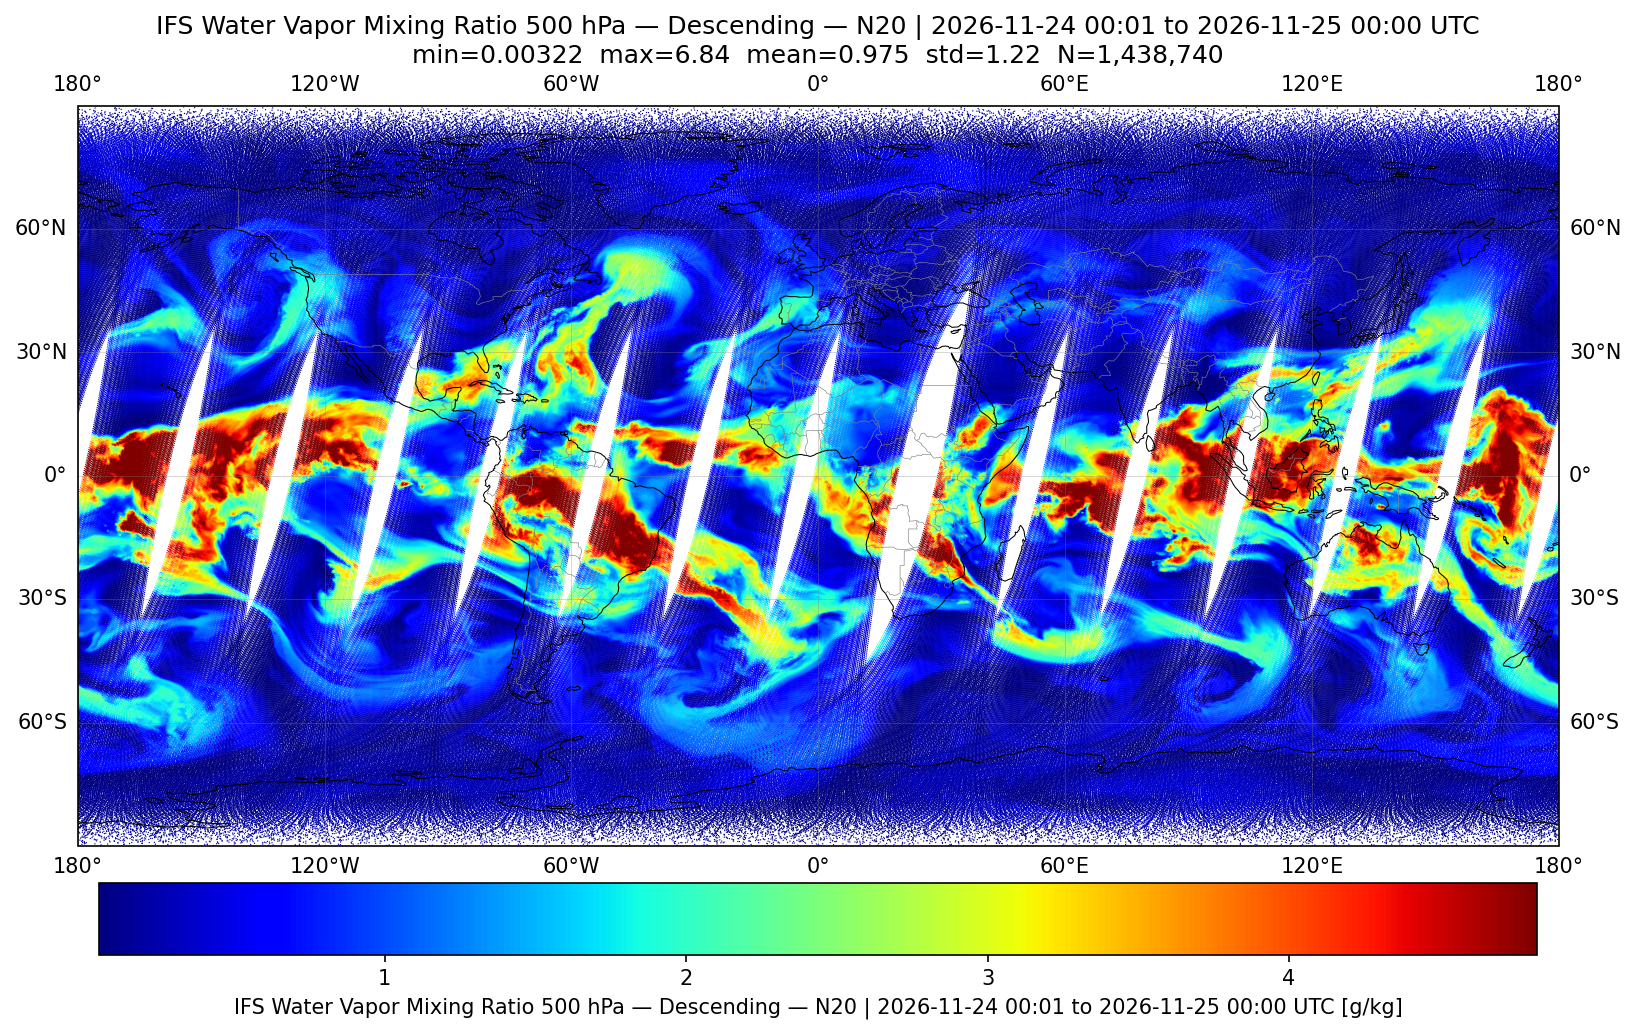 IFS Water Vapor Mixing Ratio 500 hPa — Descending — N20 | 2026-11-24 00:01 to 2026-11-25 00:00 UTC
min=0.00322 max=6.84 mean=0.975 std=1.22 N=1,438,740
180° 120°W 60°W 0° 60°E 120°E 180°
60°N 60°N
30°N 30°N
0° 0°
30°S 30°S
60°S 60°S
180° 120°W 60°W 0° 60°E 120°E 180°
1 2 3 4
IFS Water Vapor Mixing Ratio 500 hPa — Descending — N20 | 2026-11-24 00:01 to 2026-11-25 00:00 UTC [g/kg]